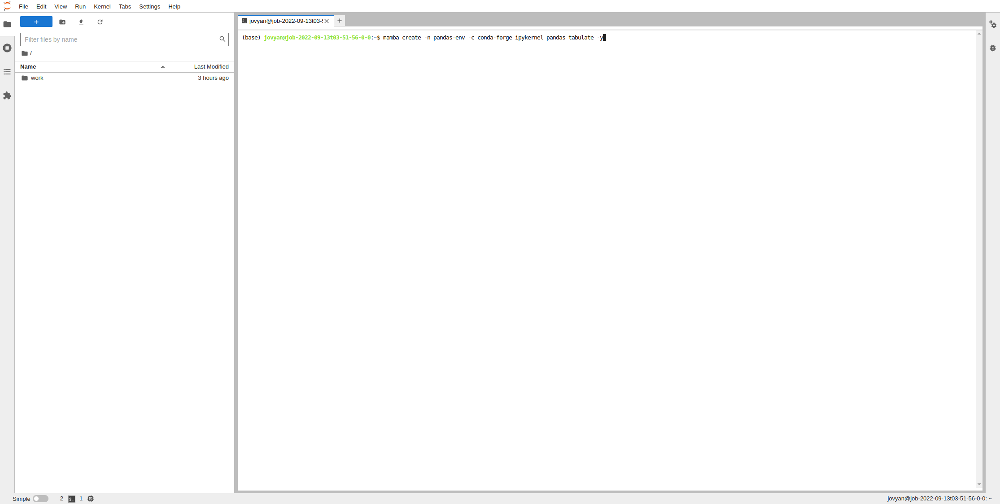 File Edit View Run Kernel Tabs Settings Help
Filter files by name
/
Name Last Modified
work 3 hours ago
jovyan@job-2022-09-13t03-5
(base) jovyan@job-2022-09-13t03-51-56-0-0:~$ mamba create -n pandas-env -c conda-forge ipykernel pandas tabulate -y
Simple 2 $_ 1
jovyan@job-2022-09-13t03-51-56-0-0: ~